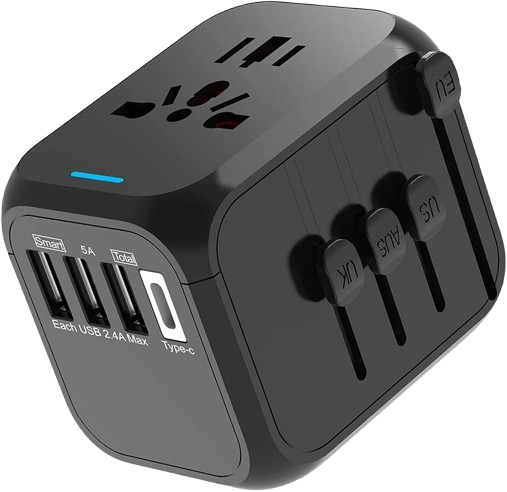 Smart 5A Total
Each USB 2.4A Max
Type-c
UK
AUS
US
EU